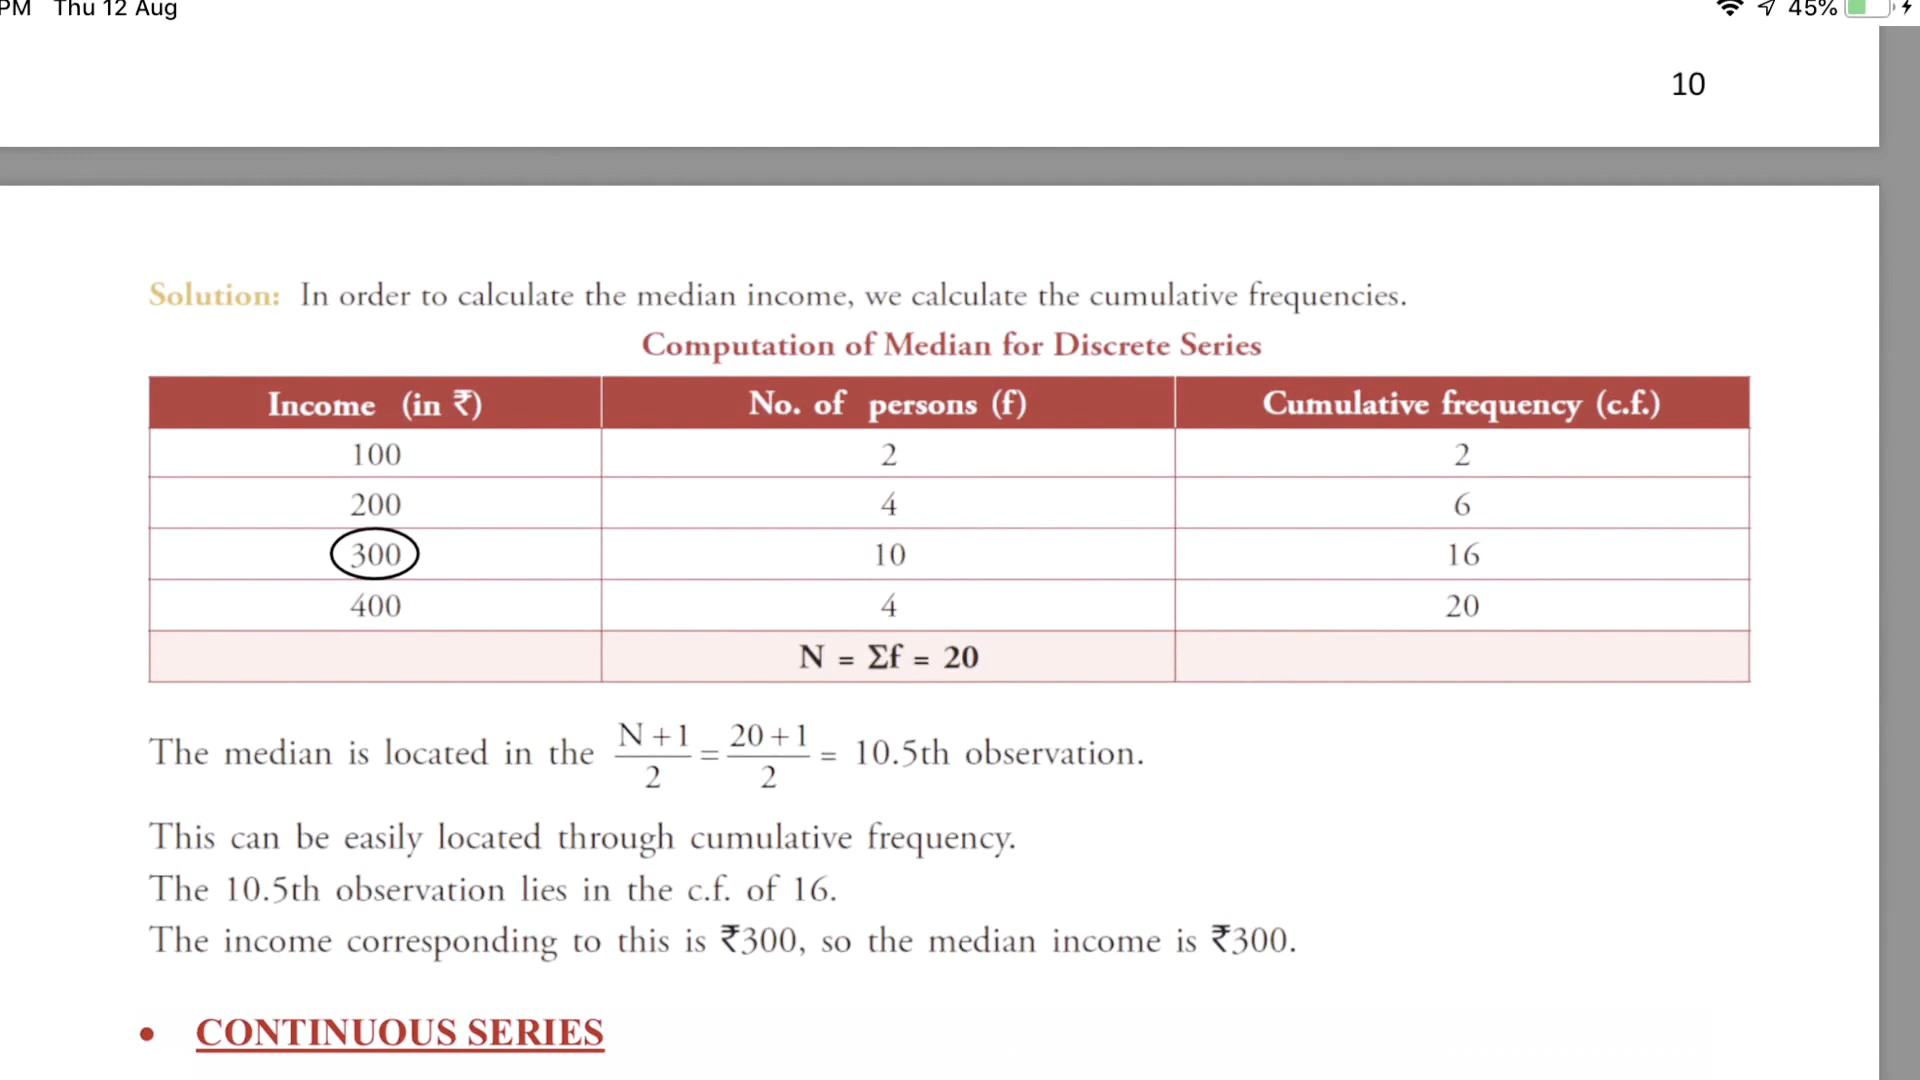 PM Thu 12 Aug 45%
10
Solution: In order to calculate the median income, we calculate the cumulative frequencies.
Computation of Median for Discrete Series
Income (in ₹) No. of persons (f) Cumulative frequency (c.f.)
100 2 2
200 4 6
300 10 16
400 4 20
N = Σf = 20
The median is located in the N+1/2 = 20+1/2 = 10.5th observation.
This can be easily located through cumulative frequency.
The 10.5th observation lies in the c.f. of 16.
The income corresponding to this is ₹300, so the median income is ₹300.
• CONTINUOUS SERIES